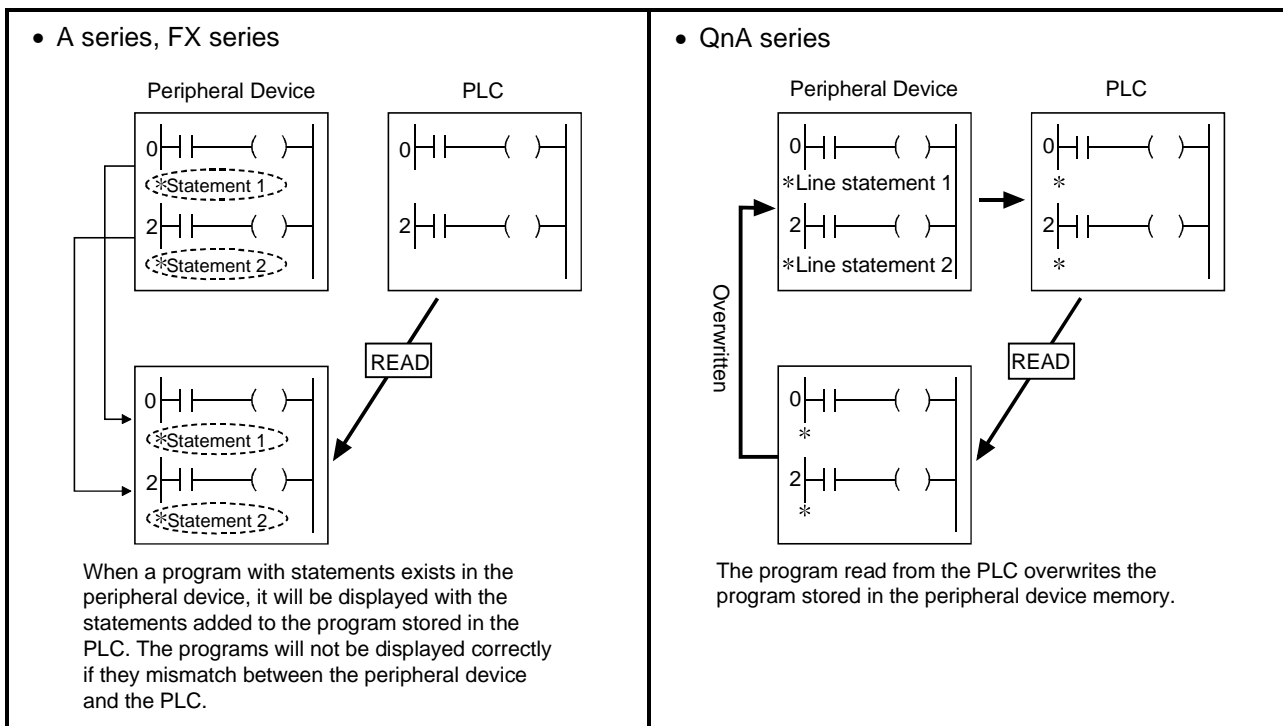 • A series, FX series
Peripheral Device
PLC
0
*Statement 1
2
*Statement 2
0
2
READ
0
*Statement 1
2
*Statement 2
When a program with statements exists in the
peripheral device, it will be displayed with the
statements added to the program stored in the
PLC. The programs will not be displayed correctly
if they mismatch between the peripheral device
and the PLC.
• QnA series
Peripheral Device
PLC
0
*Line statement 1
2
*Line statement 2
0
*
2
*
Overwritten
READ
0
*
2
*
The program read from the PLC overwrites the
program stored in the peripheral device memory.